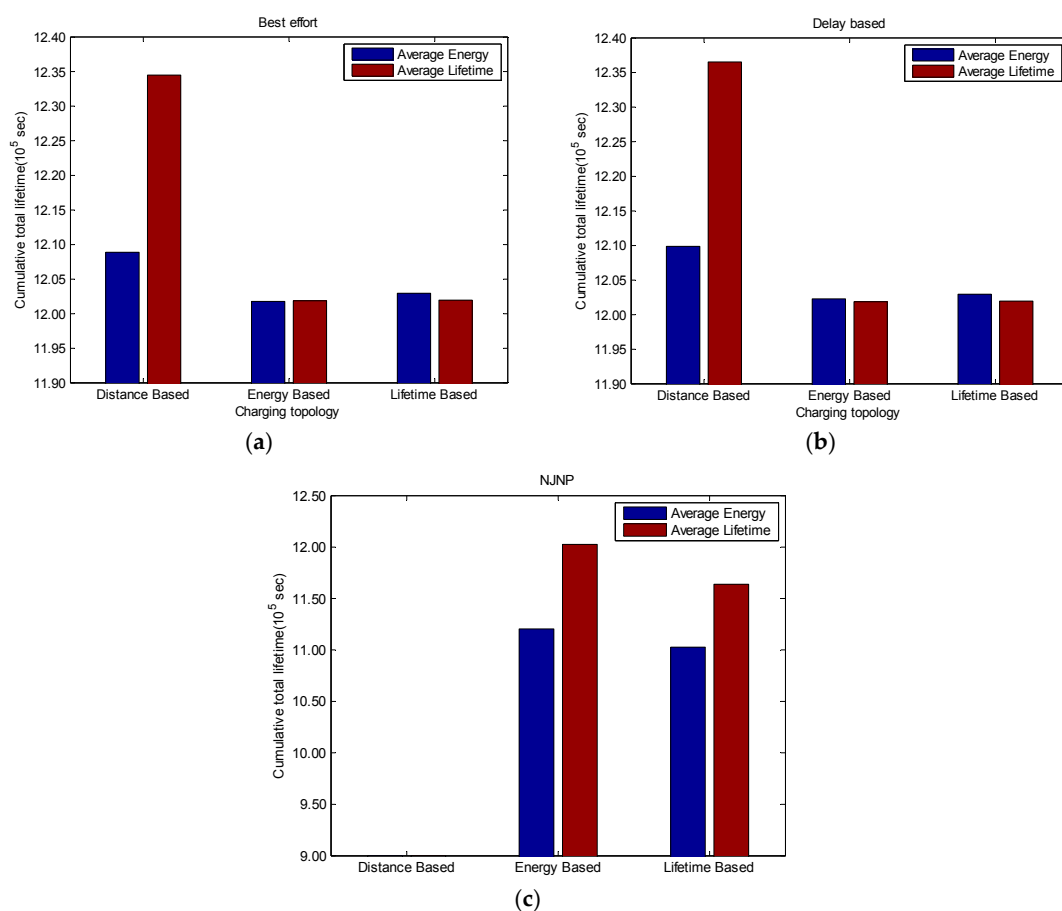 Best effort
12.40
12.35
12.30
12.25
12.20
12.15
12.10
12.05
12.00
11.95
11.90
Cumulative total lifetime(10^5 sec)
Average Energy
Average Lifetime
Distance Based Energy Based Lifetime Based
Charging topology
(a)
Delay based
12.40
12.35
12.30
12.25
12.20
12.15
12.10
12.05
12.00
11.95
11.90
Cumulative total lifetime(10^5 sec)
Average Energy
Average Lifetime
Distance Based Energy Based Lifetime Based
Charging topology
(b)
NJNP
12.50
12.00
11.50
11.00
10.50
10.00
9.50
9.00
Cumulative total lifetime(10^5 sec)
Average Energy
Average Lifetime
Distance Based Energy Based Lifetime Based
(c)